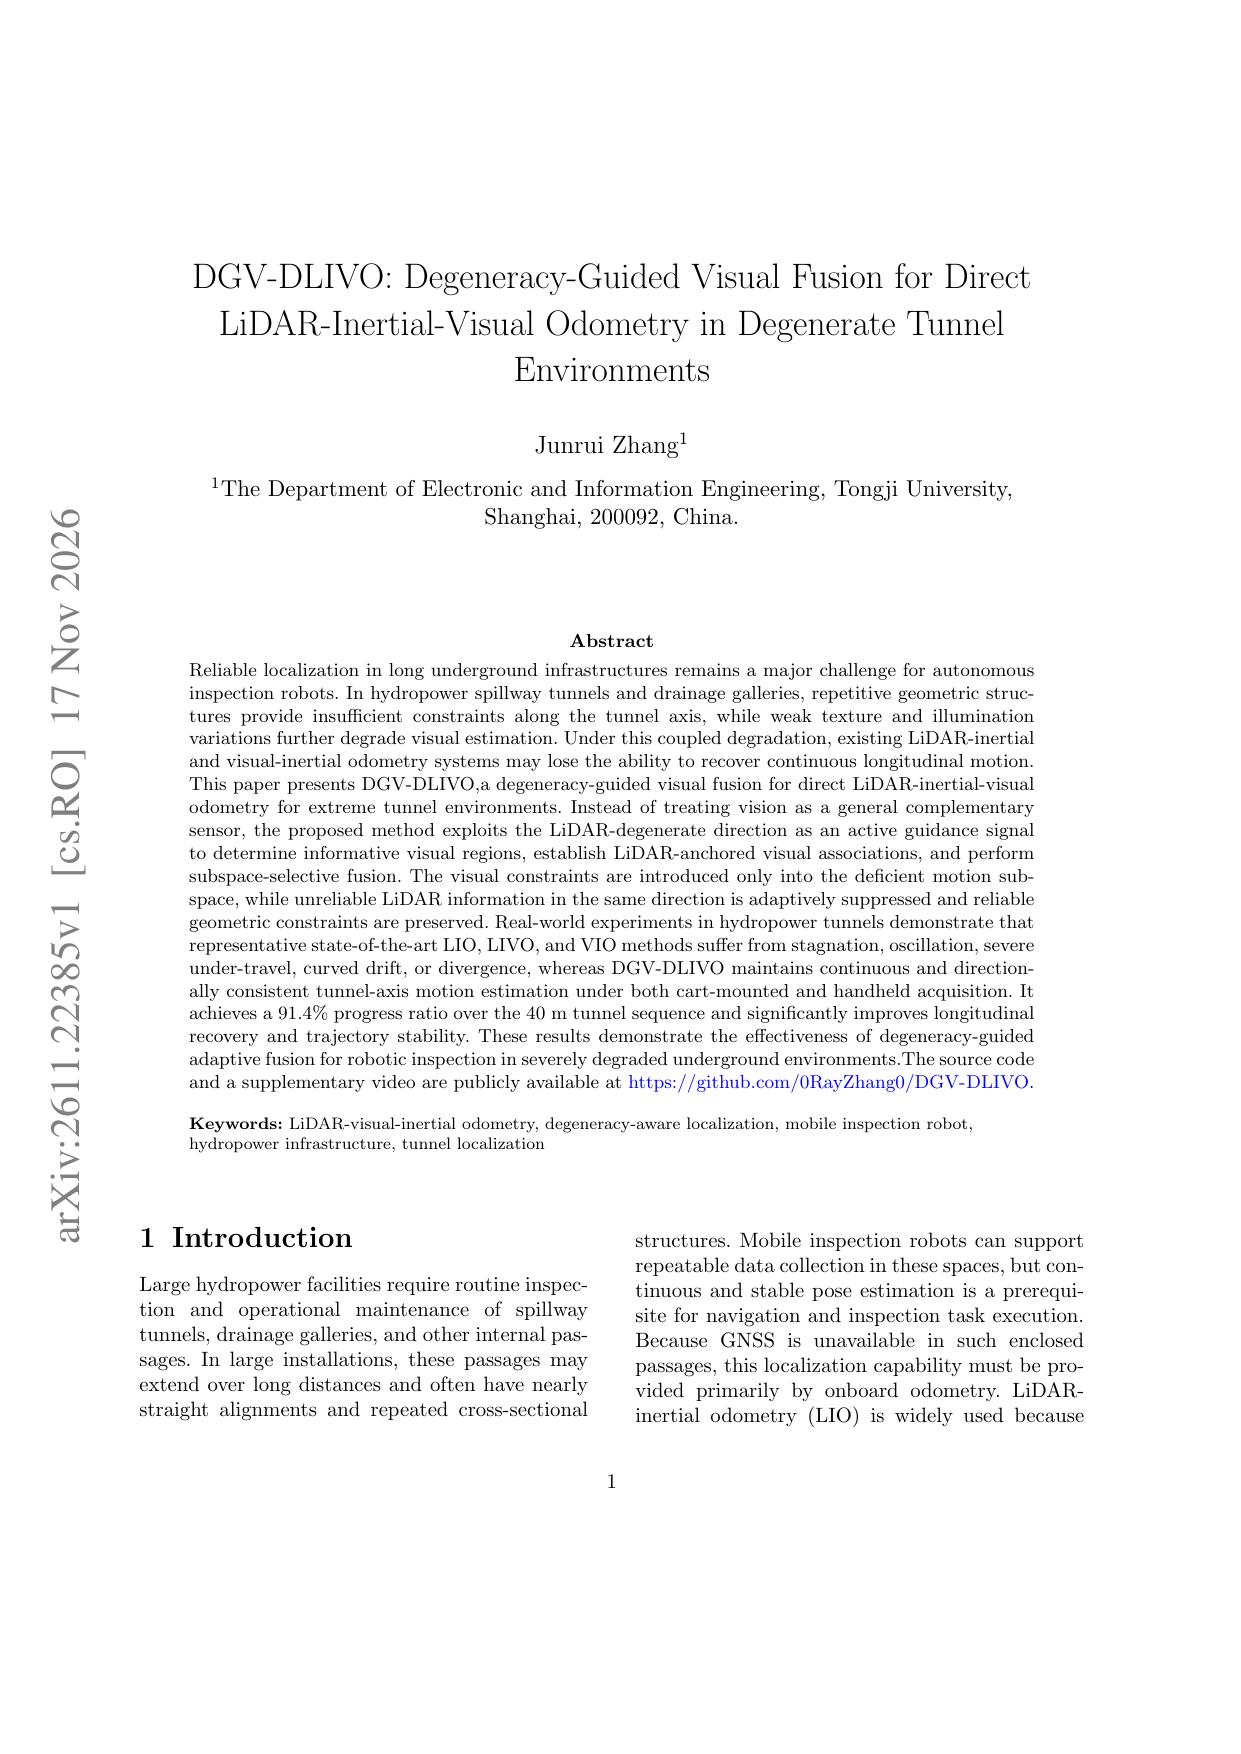 DGV-DLIVO: Degeneracy-Guided Visual Fusion for Direct
LiDAR-Inertial-Visual Odometry in Degenerate Tunnel
Environments
Junrui Zhang1
1The Department of Electronic and Information Engineering, Tongji University,
Shanghai, 200092, China.
arXiv:2611.22385v1 [cs.RO] 17 Nov 2026
Abstract
Reliable localization in long underground infrastructures remains a major challenge for autonomous
inspection robots. In hydropower spillway tunnels and drainage galleries, repetitive geometric struc-
tures provide insufficient constraints along the tunnel axis, while weak texture and illumination
variations further degrade visual estimation. Under this coupled degradation, existing LiDAR-inertial
and visual-inertial odometry systems may lose the ability to recover continuous longitudinal motion.
This paper presents DGV-DLIVO,a degeneracy-guided visual fusion for direct LiDAR-inertial-visual
odometry for extreme tunnel environments. Instead of treating vision as a general complementary
sensor, the proposed method exploits the LiDAR-degenerate direction as an active guidance signal
to determine informative visual regions, establish LiDAR-anchored visual associations, and perform
subspace-selective fusion. The visual constraints are introduced only into the deficient motion sub-
space, while unreliable LiDAR information in the same direction is adaptively suppressed and reliable
geometric constraints are preserved. Real-world experiments in hydropower tunnels demonstrate that
representative state-of-the-art LIO, LIVO, and VIO methods suffer from stagnation, oscillation, severe
under-travel, curved drift, or divergence, whereas DGV-DLIVO maintains continuous and direction-
ally consistent tunnel-axis motion estimation under both cart-mounted and handheld acquisition. It
achieves a 91.4% progress ratio over the 40 m tunnel sequence and significantly improves longitudinal
recovery and trajectory stability. These results demonstrate the effectiveness of degeneracy-guided
adaptive fusion for robotic inspection in severely degraded underground environments.The source code
and a supplementary video are publicly available at https://github.com/0RayZhang0/DGV-DLIVO.
Keywords: LiDAR-visual-inertial odometry, degeneracy-aware localization, mobile inspection robot,
hydropower infrastructure, tunnel localization
1 Introduction
Large hydropower facilities require routine inspec-
tion and operational maintenance of spillway
tunnels, drainage galleries, and other internal pas-
sages. In large installations, these passages may
extend over long distances and often have nearly
straight alignments and repeated cross-sectional
structures. Mobile inspection robots can support
repeatable data collection in these spaces, but con-
tinuous and stable pose estimation is a prerequi-
site for navigation and inspection task execution.
Because GNSS is unavailable in such enclosed
passages, this localization capability must be pro-
vided primarily by onboard odometry. LiDAR-
inertial odometry (LIO) is widely used because
1